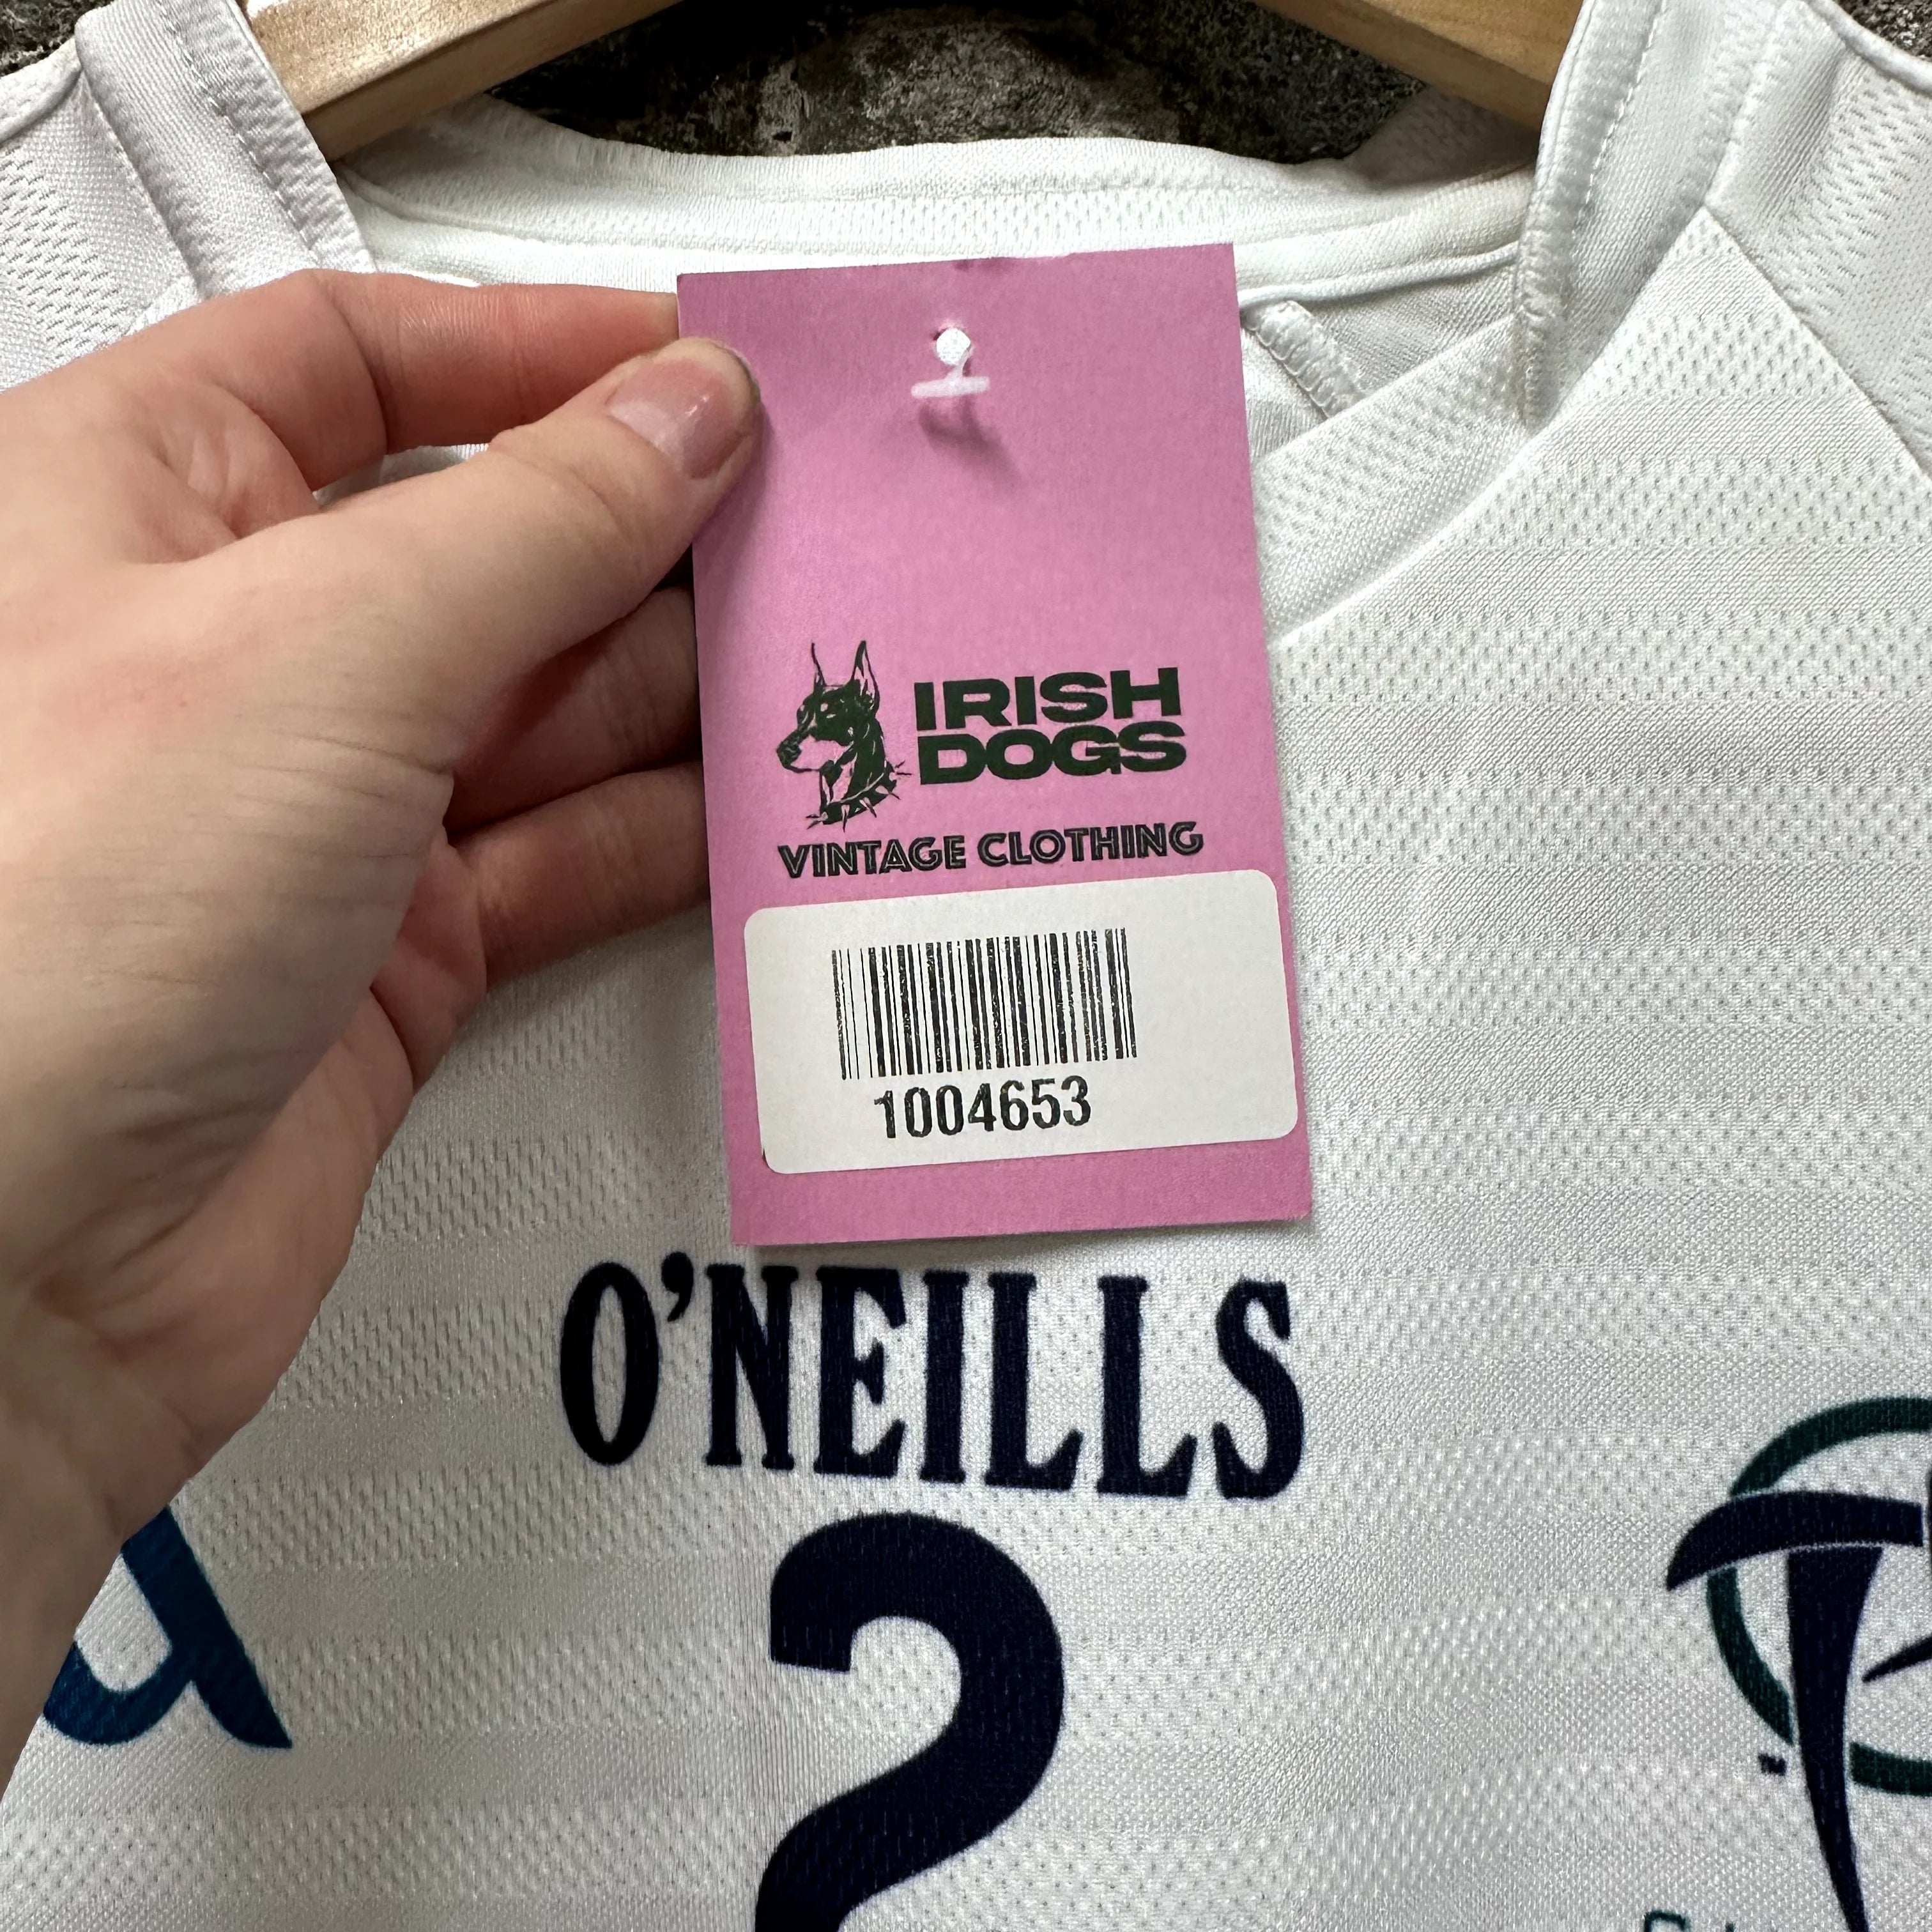 IRISH
DOGS
VINTAGE CLOTHING
1004653
O'NEILLS
2